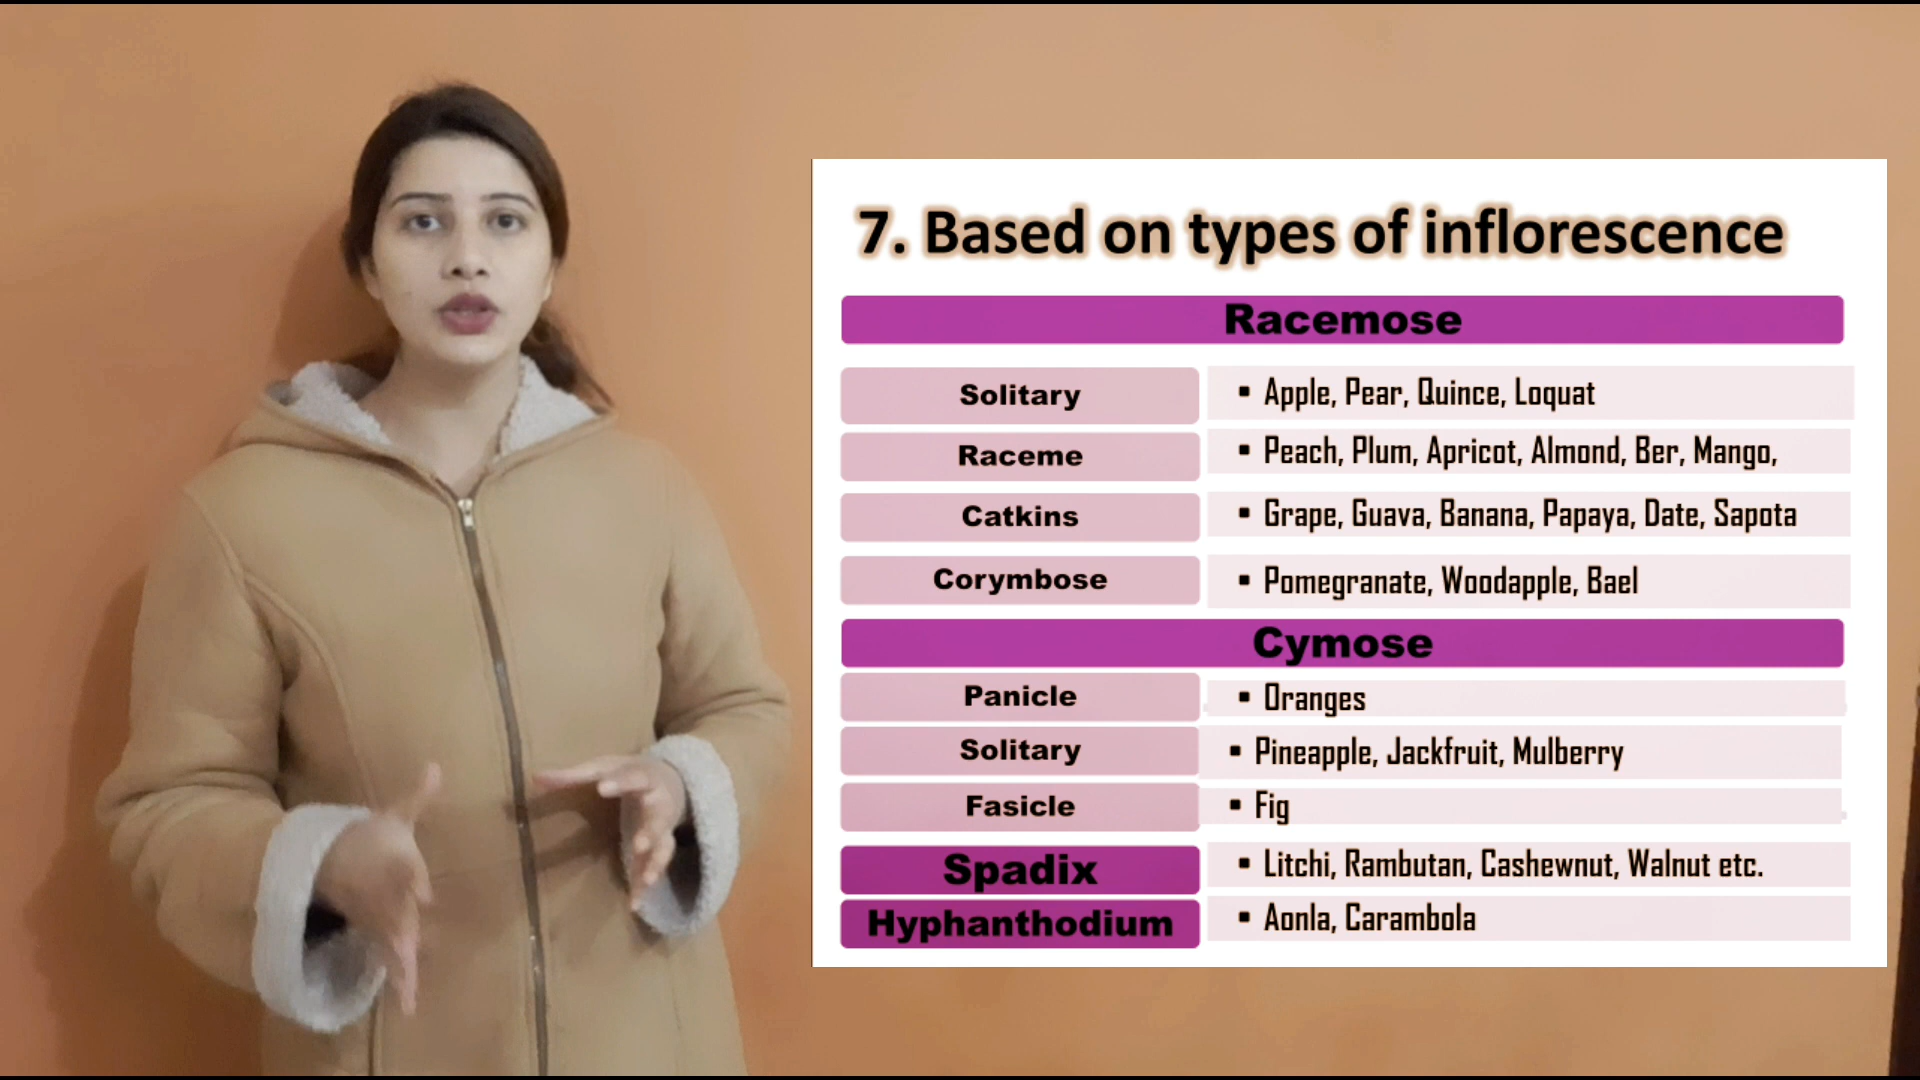 7. Based on types of inflorescence
Racemose
Solitary
▪ Apple, Pear, Quince, Loquat
Raceme
▪ Peach, Plum, Apricot, Almond, Ber, Mango,
Catkins
▪ Grape, Guava, Banana, Papaya, Date, Sapota
Corymbose
▪ Pomegranate, Woodapple, Bael
Cymose
Panicle
▪ Oranges
Solitary
▪ Pineapple, Jackfruit, Mulberry
Fasicle
▪ Fig
Spadix
▪ Litchi, Rambutan, Cashewnut, Walnut etc.
Hyphanthodium
▪ Aonla, Carambola